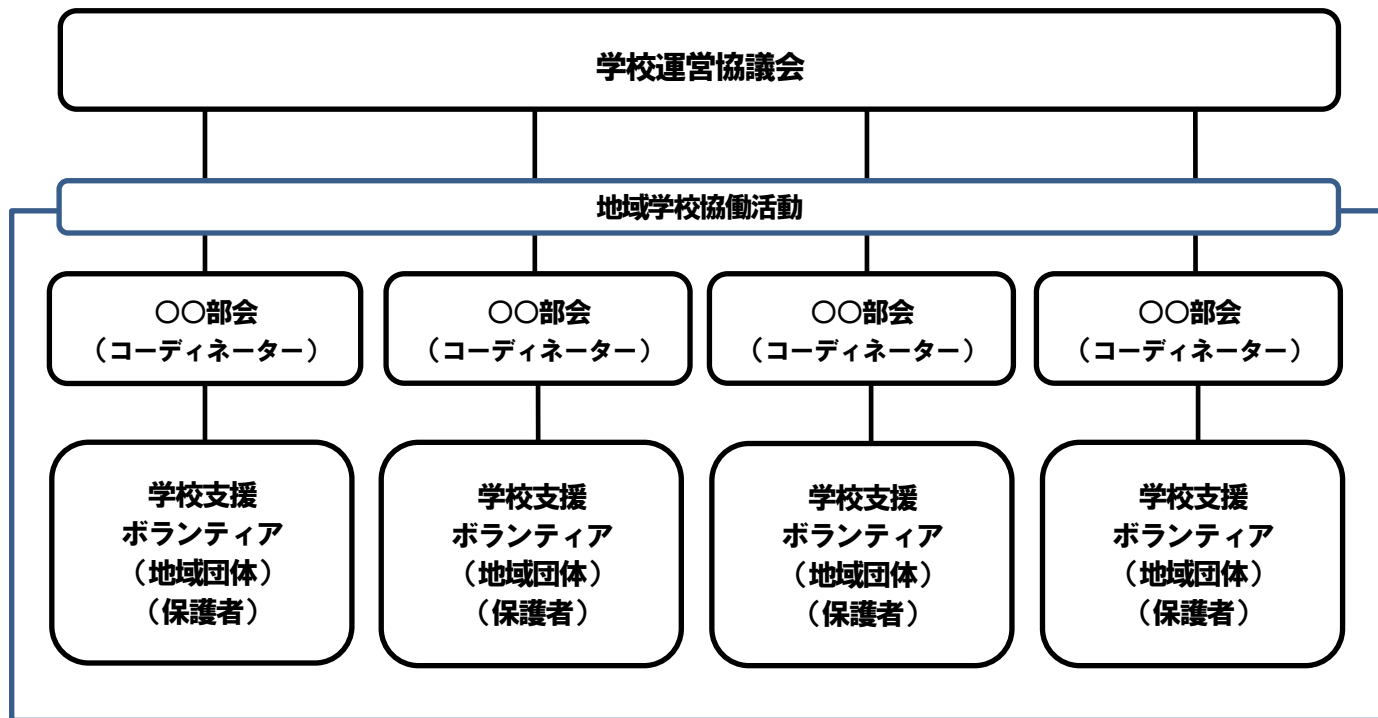 学校運営協議会
地域学校協働活動
○○部会
（コーディネーター）
○○部会
（コーディネーター）
○○部会
（コーディネーター）
○○部会
（コーディネーター）
学校支援
ボランティア
（地域団体）
（保護者）
学校支援
ボランティア
（地域団体）
（保護者）
学校支援
ボランティア
（地域団体）
（保護者）
学校支援
ボランティア
（地域団体）
（保護者）